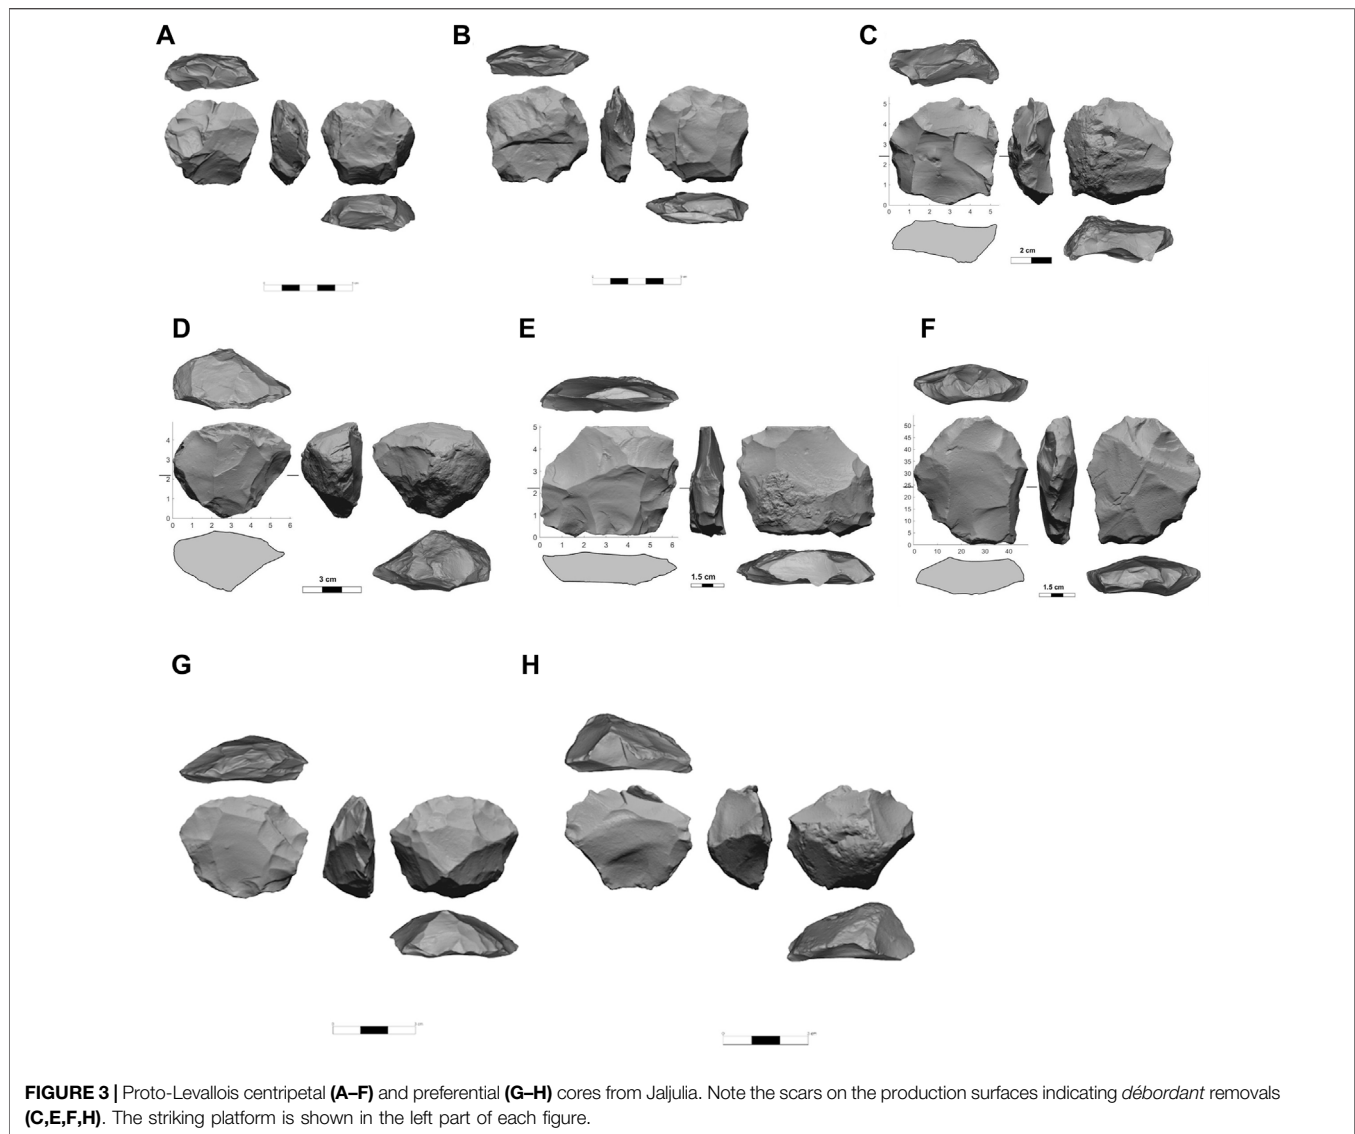 A
B
C
5
4
3
2
1
0
0 1 2 3 4 5
2 cm
D
E
F
4
3
2
1
0
0 1 2 3 4 5 6
3 cm
5
4
3
2
1
0
0 1 2 3 4 5 6
1.5 cm
50
45
40
35
30
25
20
15
10
5
0
0 10 20 30 40
1.5 cm
G
H
FIGURE 3 | Proto-Levallois centripetal (A–F) and preferential (G–H) cores from Jaljulia. Note the scars on the production surfaces indicating débordant removals
(C,E,F,H). The striking platform is shown in the left part of each figure.